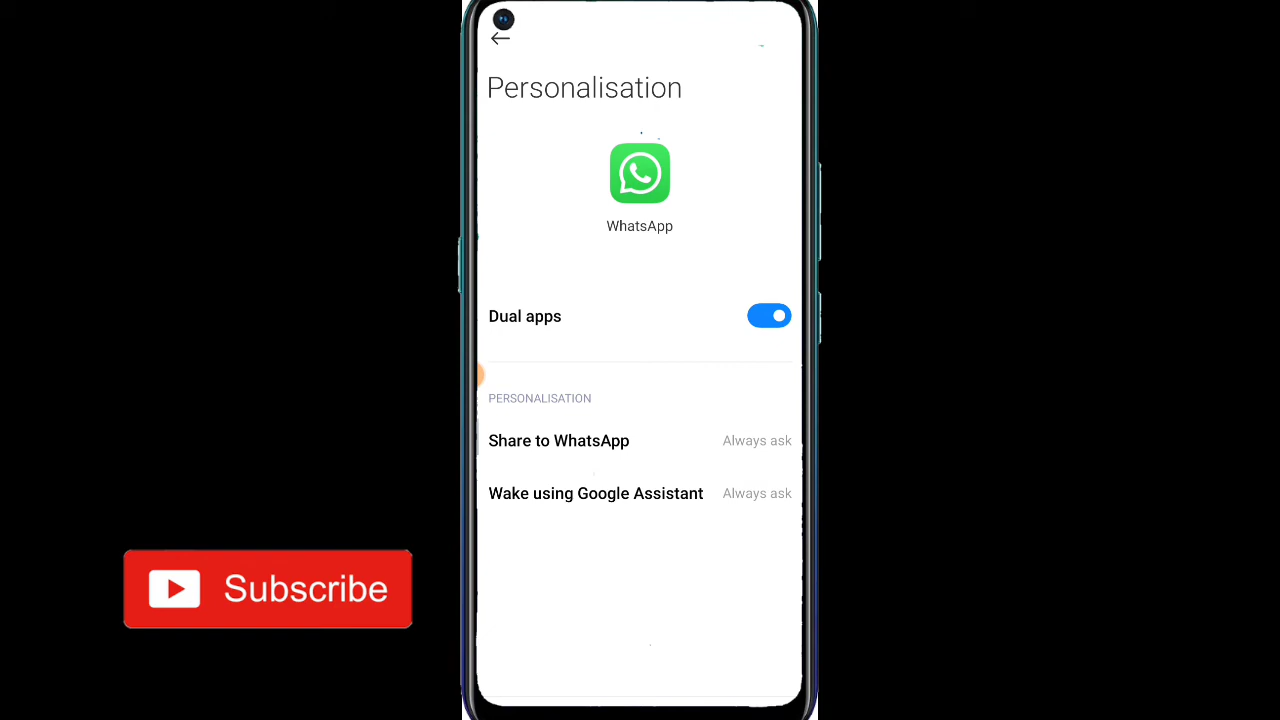 Personalisation
WhatsApp
Dual apps
PERSONALISATION
Share to WhatsApp Always ask
Wake using Google Assistant Always ask
Subscribe